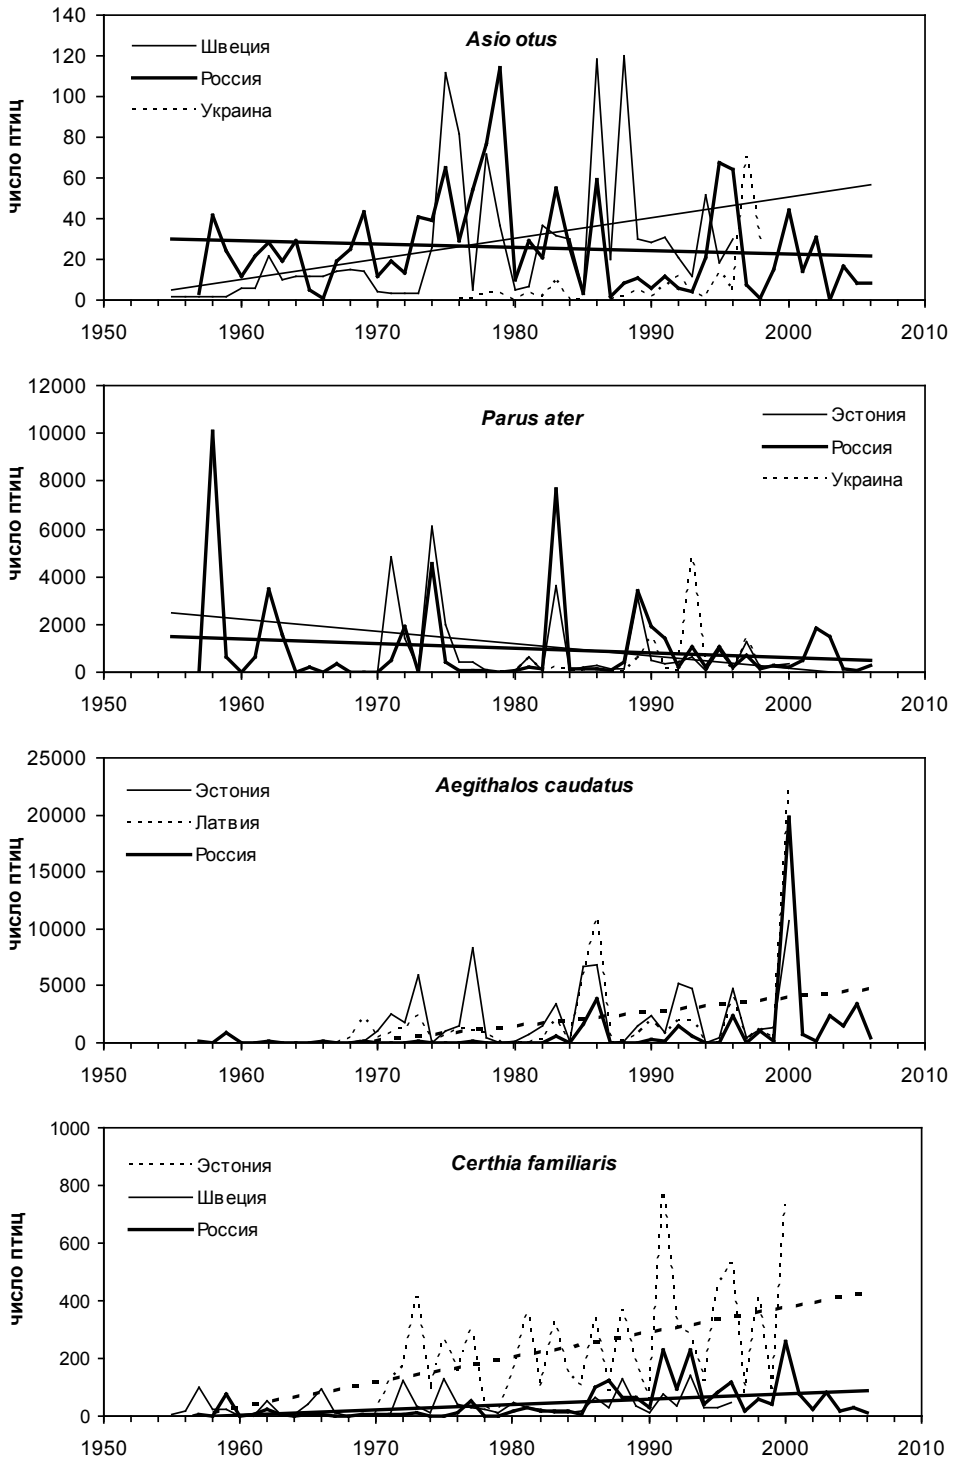 Asio otus
Швеция
Россия
Украина
число птиц
140
120
100
80
60
40
20
0
1950 1960 1970 1980 1990 2000 2010
Parus ater
Эстония
Россия
Украина
число птиц
12000
10000
8000
6000
4000
2000
0
1950 1960 1970 1980 1990 2000 2010
Aegithalos caudatus
Эстония
Латвия
Россия
число птиц
25000
20000
15000
10000
5000
0
1950 1960 1970 1980 1990 2000 2010
Certhia familiaris
Эстония
Швеция
Россия
число птиц
1000
800
600
400
200
0
1950 1960 1970 1980 1990 2000 2010